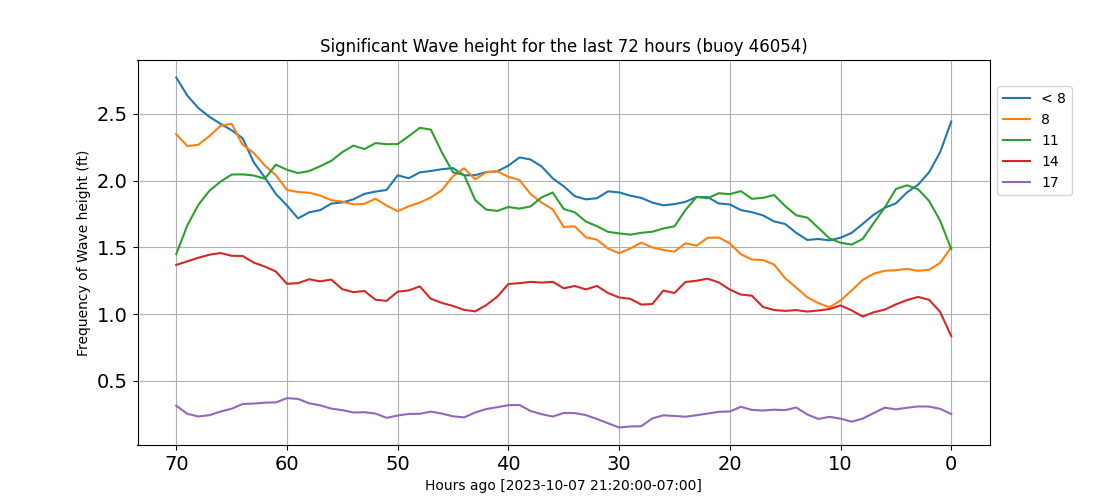 Significant Wave height for the last 72 hours (buoy 46054)
Frequency of Wave height (ft)
2.5
2.0
1.5
1.0
0.5
70 60 50 40 30 20 10 0
Hours ago [2023-10-07 21:20:00-07:00]
< 8
8
11
14
17